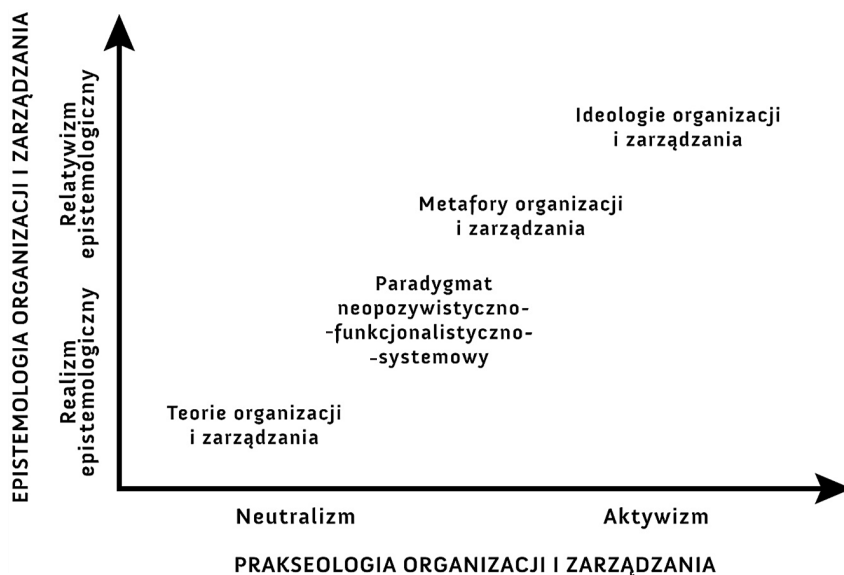 EPISTEMOLOGIA ORGANIZACJI I ZARZĄDZANIA
Relatywizm
epistemologiczny
Realizm
epistemologiczny
Ideologie organizacji
i zarządzania
Metafory organizacji
i zarządzania
Paradygmat
neopozywistyczno-
-funkcjonalistyczno-
-systemowy
Teorie organizacji
i zarządzania
Neutralizm
Aktywizm
PRAKSEOLOGIA ORGANIZACJI I ZARZĄDZANIA